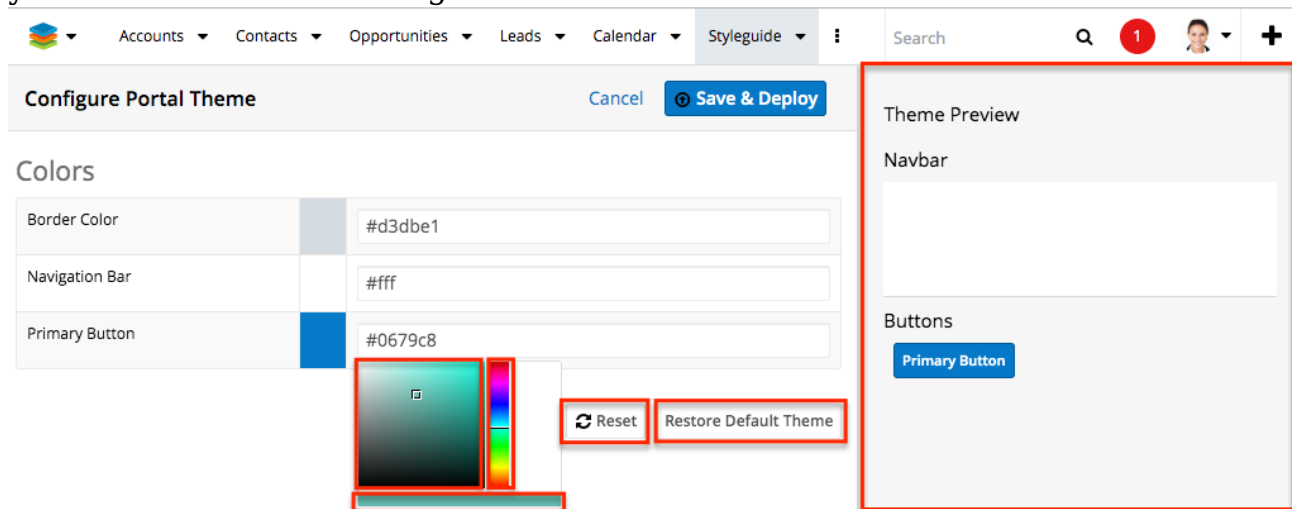 Accounts Contacts Opportunities Leads Calendar Styleguide Search 1
Configure Portal Theme Cancel Save & Deploy
Theme Preview
Navbar
Colors
Border Color #d3dbe1
Navigation Bar #fff
Primary Button #0679c8
Buttons
Primary Button
Reset Restore Default Theme